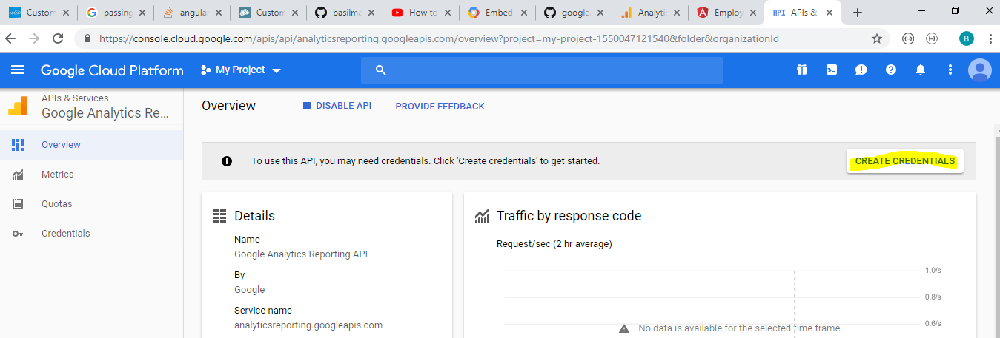 Custom
passing
angular
Custom
basilma
How to
Embed
google
Analytic
Employ
API APIs &
https://console.cloud.google.com/apis/api/analyticsreporting.googleapis.com/overview?project=my-project-1550047121540&folder&organizationId
B
Google Cloud Platform
My Project
APIs & Services
Google Analytics Re...
Overview
DISABLE API
PROVIDE FEEDBACK
Overview
Metrics
Quotas
Credentials
To use this API, you may need credentials. Click 'Create credentials' to get started.
CREATE CREDENTIALS
Details
Name
Google Analytics Reporting API
By
Google
Service name
analyticsreporting.googleapis.com
Traffic by response code
Request/sec (2 hr average)
1.0/s
0.8/s
0.6/s
No data is available for the selected time frame.